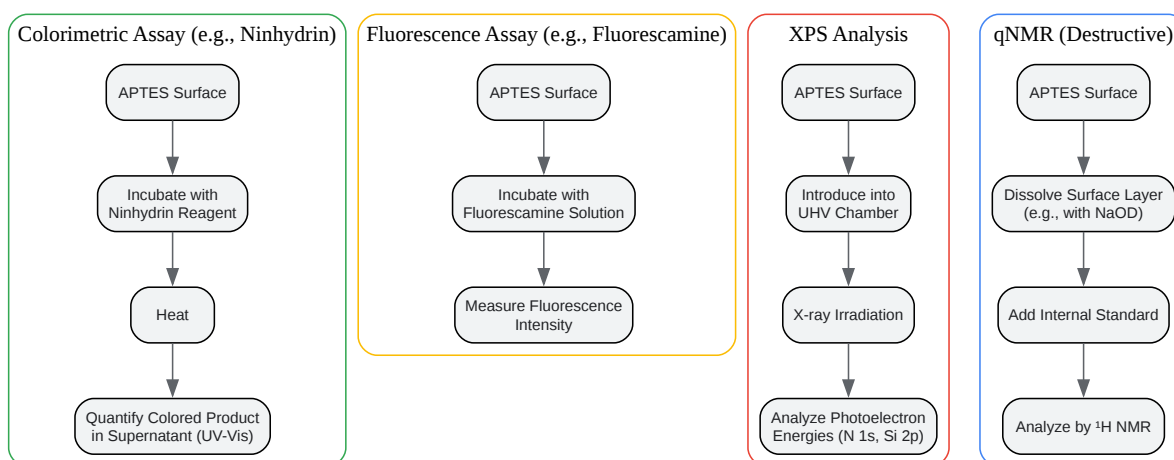 Colorimetric Assay (e.g., Ninhydrin)
APTES Surface
Incubate with
Ninhydrin Reagent
Heat
Quantify Colored Product
in Supernatant (UV-Vis)
Fluorescence Assay (e.g., Fluorescamine)
APTES Surface
Incubate with
Fluorescamine Solution
Measure Fluorescence
Intensity
XPS Analysis
APTES Surface
Introduce into
UHV Chamber
X-ray Irradiation
Analyze Photoelectron
Energies (N 1s, Si 2p)
qNMR (Destructive)
APTES Surface
Dissolve Surface Layer
(e.g., with NaOD)
Add Internal Standard
Analyze by ¹H NMR